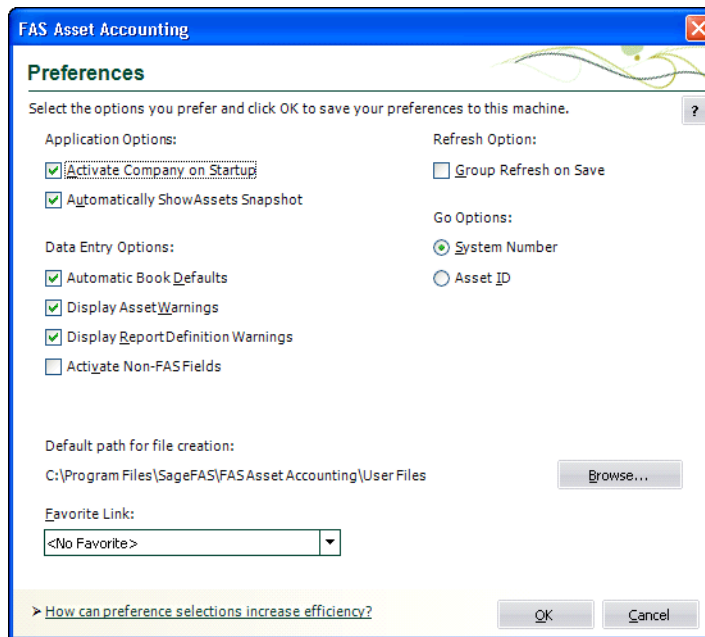 FAS Asset Accounting
Preferences
Select the options you prefer and click OK to save your preferences to this machine.
?
Application Options:
Activate Company on Startup
Automatically ShowAssets Snapshot
Refresh Option:
Group Refresh on Save
Go Options:
System Number
Asset ID
Data Entry Options:
Automatic Book Defaults
Display AssetWarnings
Display ReportDefinition Warnings
Activate Non-FASFields
Default path for file creation:
C:\Program Files\SageFAS\FAS Asset Accounting\User Files
Browse...
Favorite Link:
<No Favorite>
How can preference selections increase efficiency?
OK
Cancel